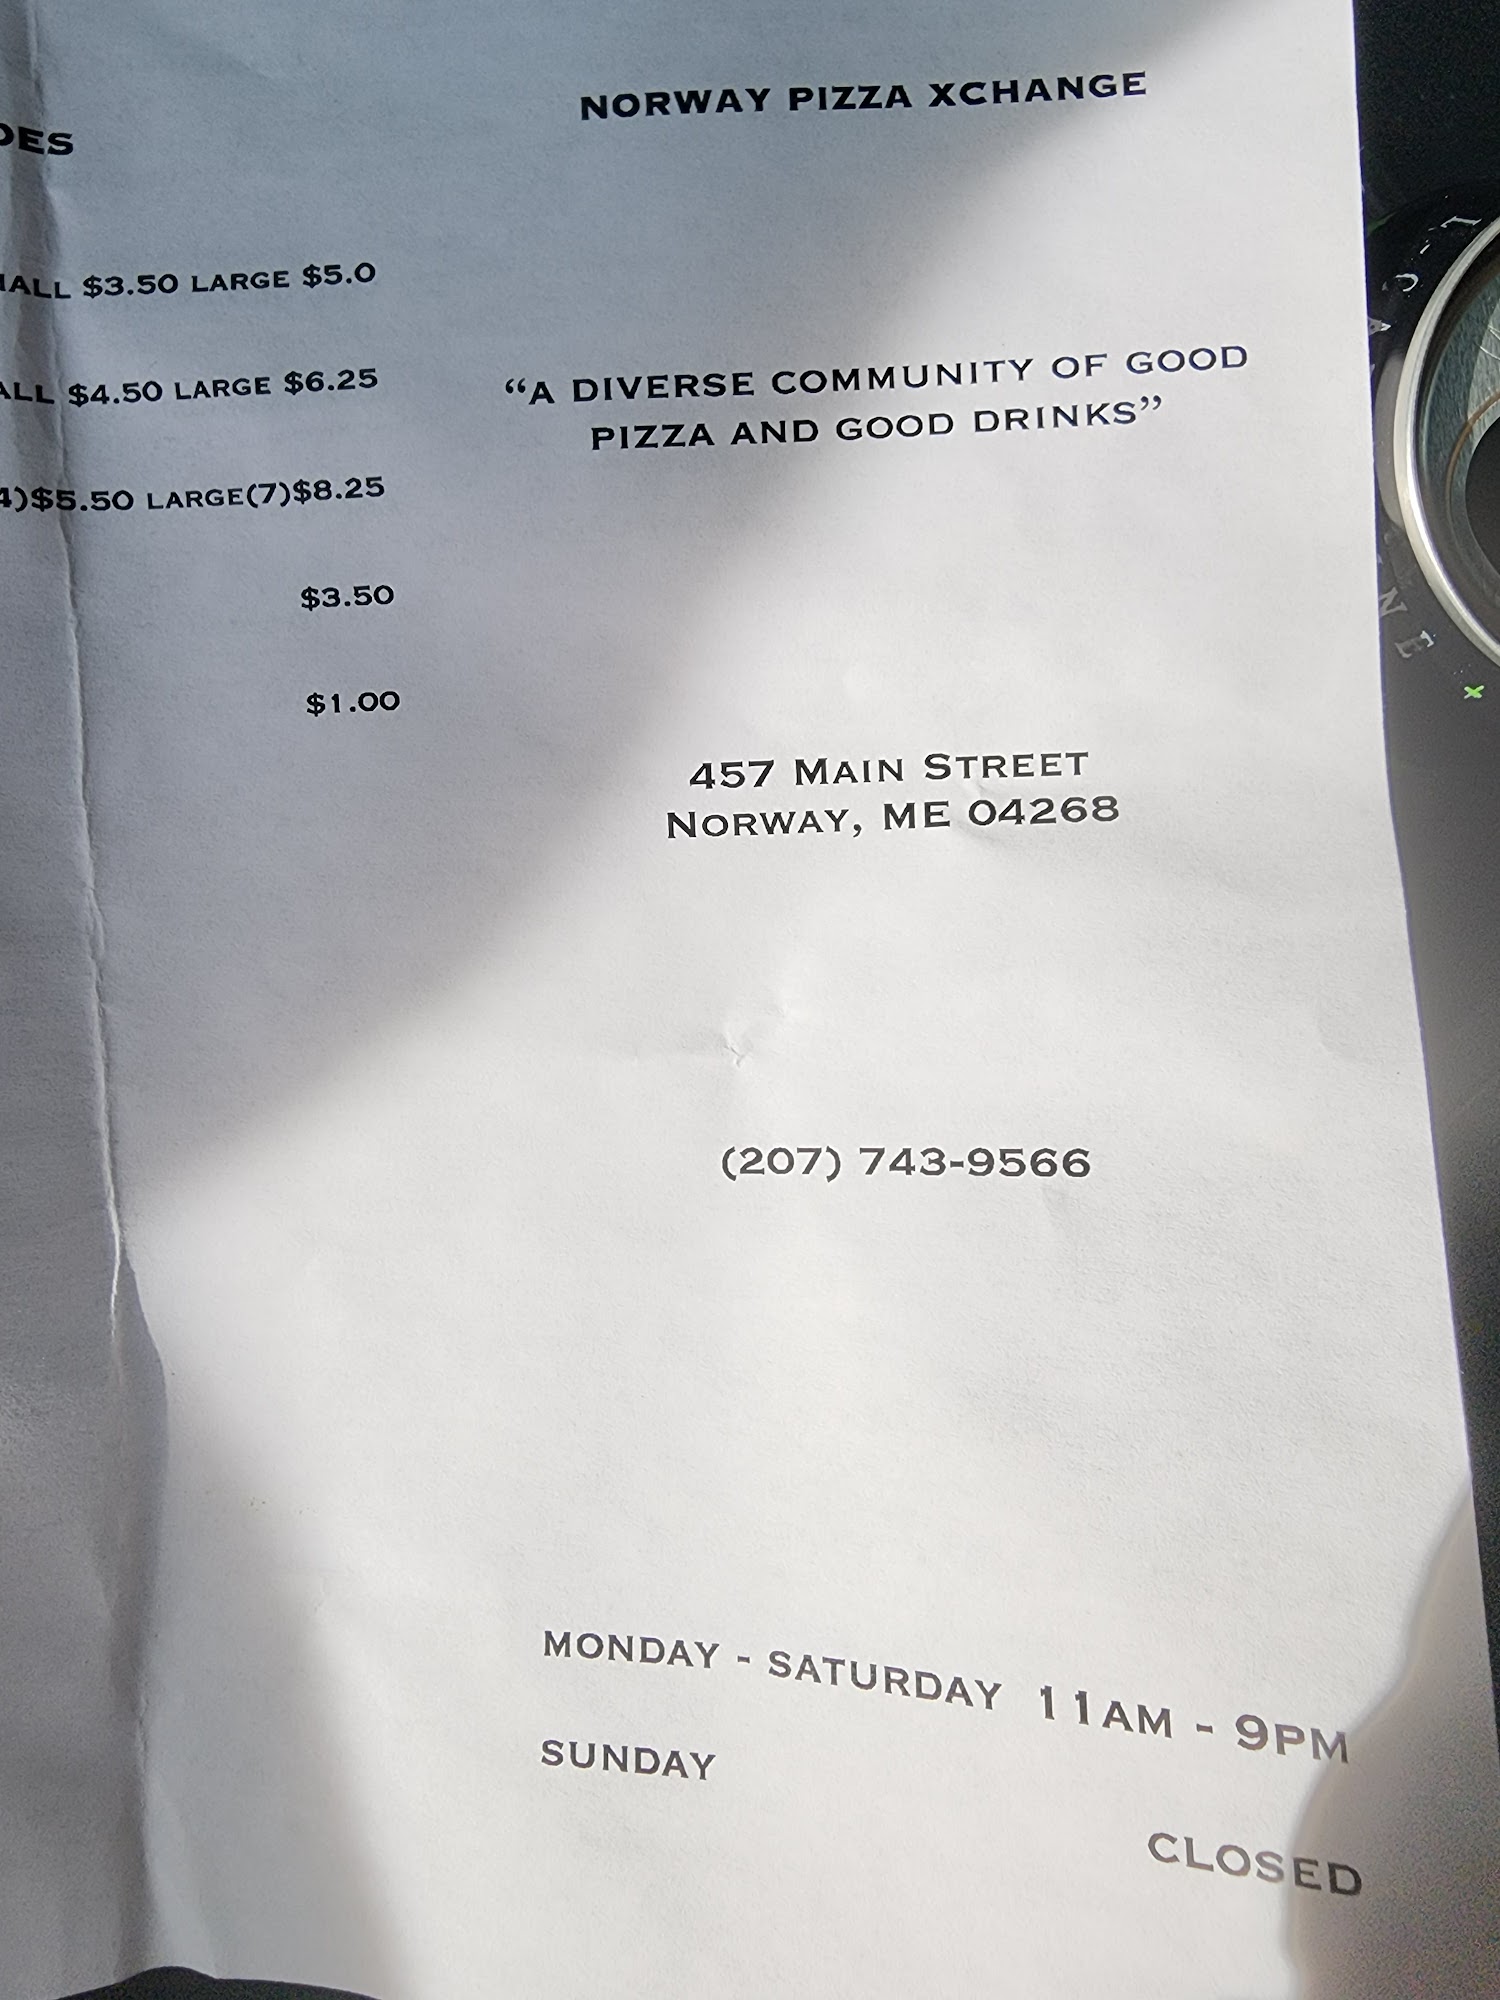 DES
ALL $3.50 LARGE $5.0
ALL $4.50 LARGE $6.25
4)$5.50 LARGE(7)$8.25
$3.50
$1.00
NORWAY PIZZA XCHANGE
“A DIVERSE COMMUNITY OF GOOD
PIZZA AND GOOD DRINKS”
457 MAIN STREET
NORWAY, ME 04268
(207) 743-9566
MONDAY - SATURDAY 11AM - 9PM
SUNDAY
CLOSED